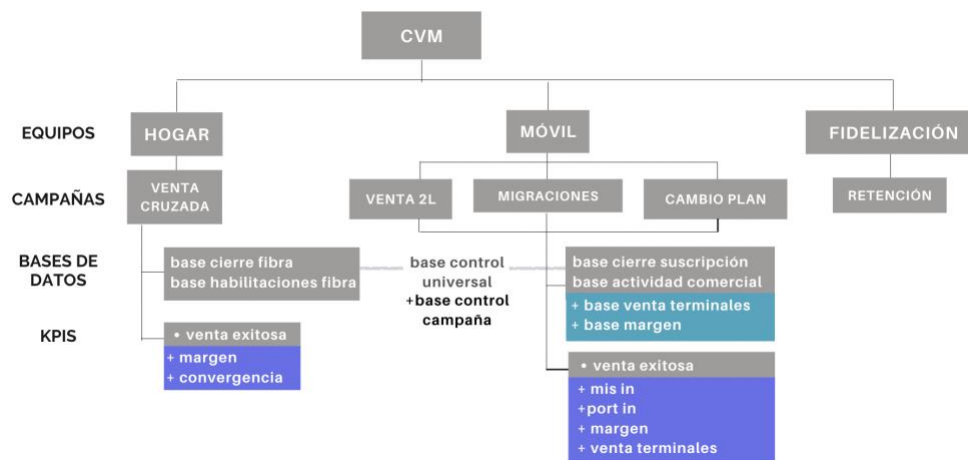 CVM
EQUIPOS
HOGAR
MÓVIL
FIDELIZACIÓN
CAMPAÑAS
VENTA
CRUZADA
VENTA 2L
MIGRACIONES
CAMBIO PLAN
RETENCIÓN
BASES DE
DATOS
base cierre fibra
base habilitaciones fibra
base control
universal
+base control
campaña
base cierre suscripción
base actividad comercial
+ base venta terminales
+ base margen
KPIS
• venta exitosa
+ margen
+ convergencia
• venta exitosa
+ mis in
+port in
+ margen
+ venta terminales